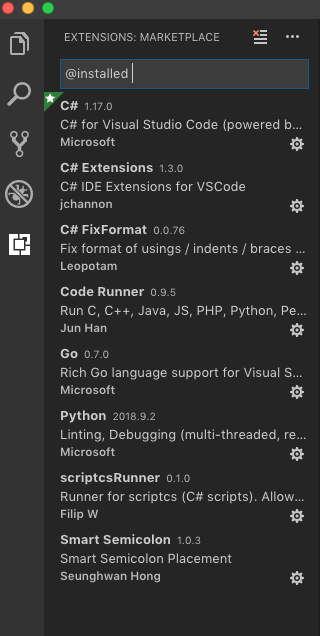 EXTENSIONS: MARKETPLACE
@installed
C# 1.17.0
C# for Visual Studio Code (powered b...
Microsoft
C# Extensions 1.3.0
C# IDE Extensions for VSCode
jchannon
C# FixFormat 0.0.76
Fix format of usings / indents / braces ...
Leopotam
Code Runner 0.9.5
Run C, C++, Java, JS, PHP, Python, Pe...
Jun Han
Go 0.7.0
Rich Go language support for Visual S...
Microsoft
Python 2018.9.2
Linting, Debugging (multi-threaded, re...
Microsoft
scriptcsRunner 0.1.0
Runner for scriptcs (C# scripts). Allow...
Filip W
Smart Semicolon 1.0.3
Smart Semicolon Placement
Seunghwan Hong